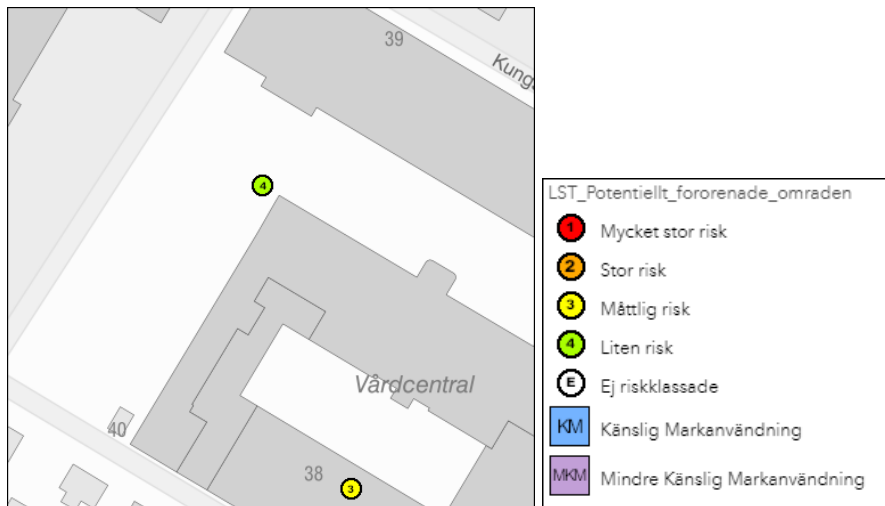 39
Kung
4
Vårdcentral
40
38
3
LST_Potentiellt_fororenade_omraden
1 Mycket stor risk
2 Stor risk
3 Måttlig risk
4 Liten risk
E Ej riskklassade
KM Känslig Markanvändning
MKM Mindre Känslig Markanvändning